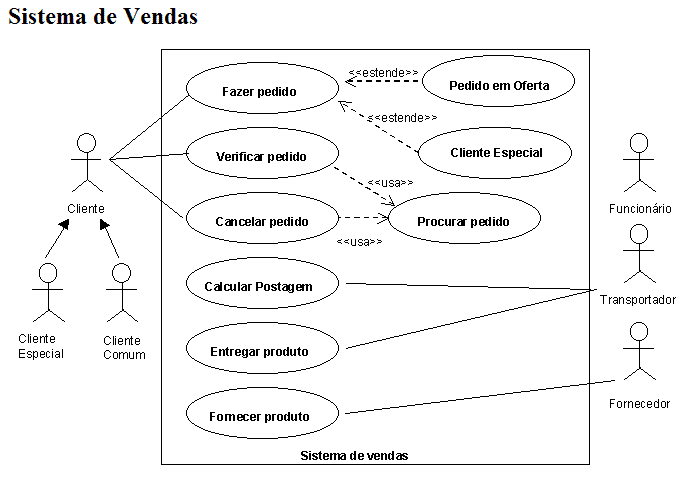 Sistema de Vendas
Fazer pedido
<<estende>>
Pedido em Oferta
<<estende>>
Verificar pedido
Cliente Especial
<<usa>>
Cliente
Funcionário
Cancelar pedido
Procurar pedido
<<usa>>
Calcular Postagem
Transportador
Cliente
Especial
Cliente
Comum
Entregar produto
Fornecer produto
Fornecedor
Sistema de vendas